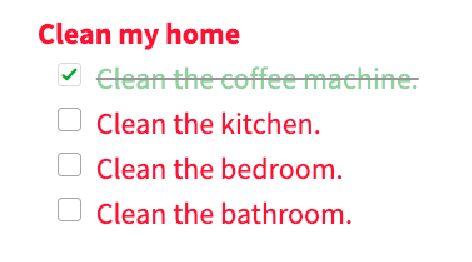 Clean my home
Clean the coffee machine.
Clean the kitchen.
Clean the bedroom.
Clean the bathroom.